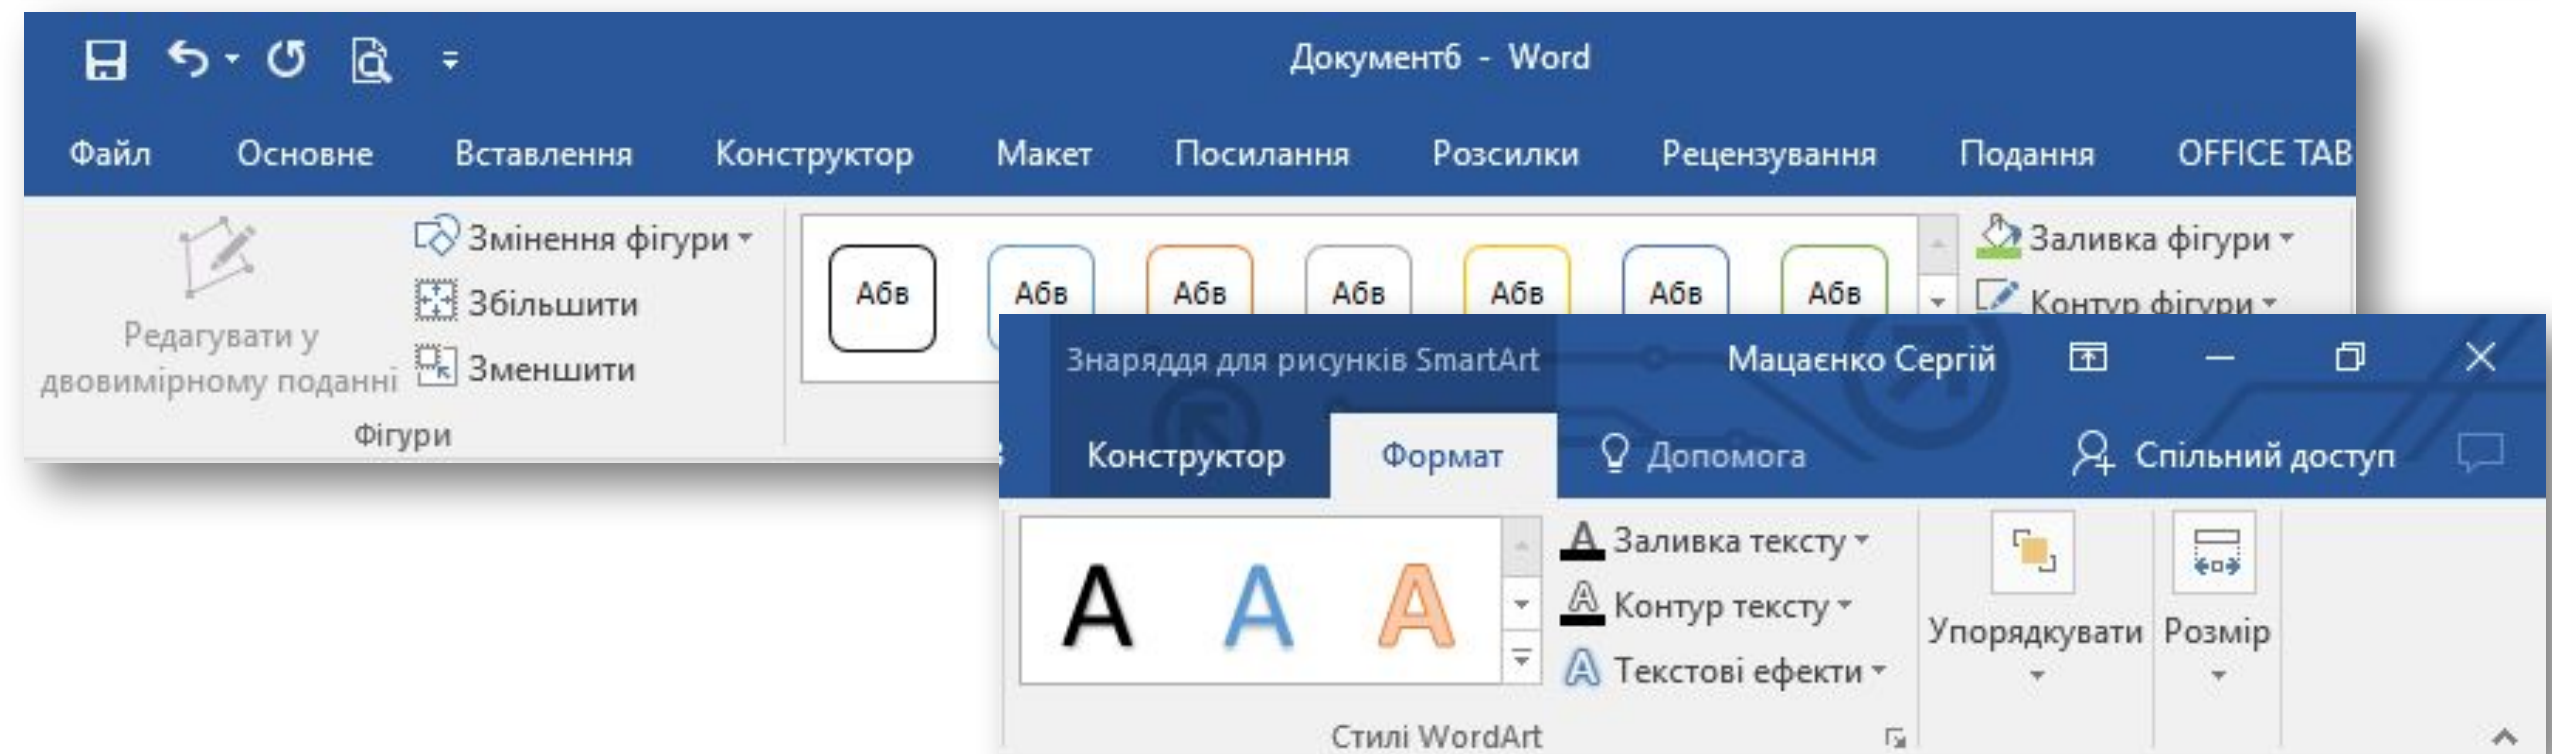 Документ6 - Word
Файл Основне Вставлення Конструктор Макет Посилання Розсилки Рецензування Подання OFFICE TAB
Редагувати у двовимірному поданні
Змінення фігури
Збільшити
Зменшити
Фігури
Абв Абв Абв Абв Абв Абв Абв
Заливка фігури
Контур фігури
Знаряддя для рисунків SmartArt Мацаєнко Сергій
Конструктор Формат Допомога Спільний доступ
A A A
Заливка тексту
Контур тексту
Текстові ефекти
Стилі WordArt
Упорядкувати
Розмір